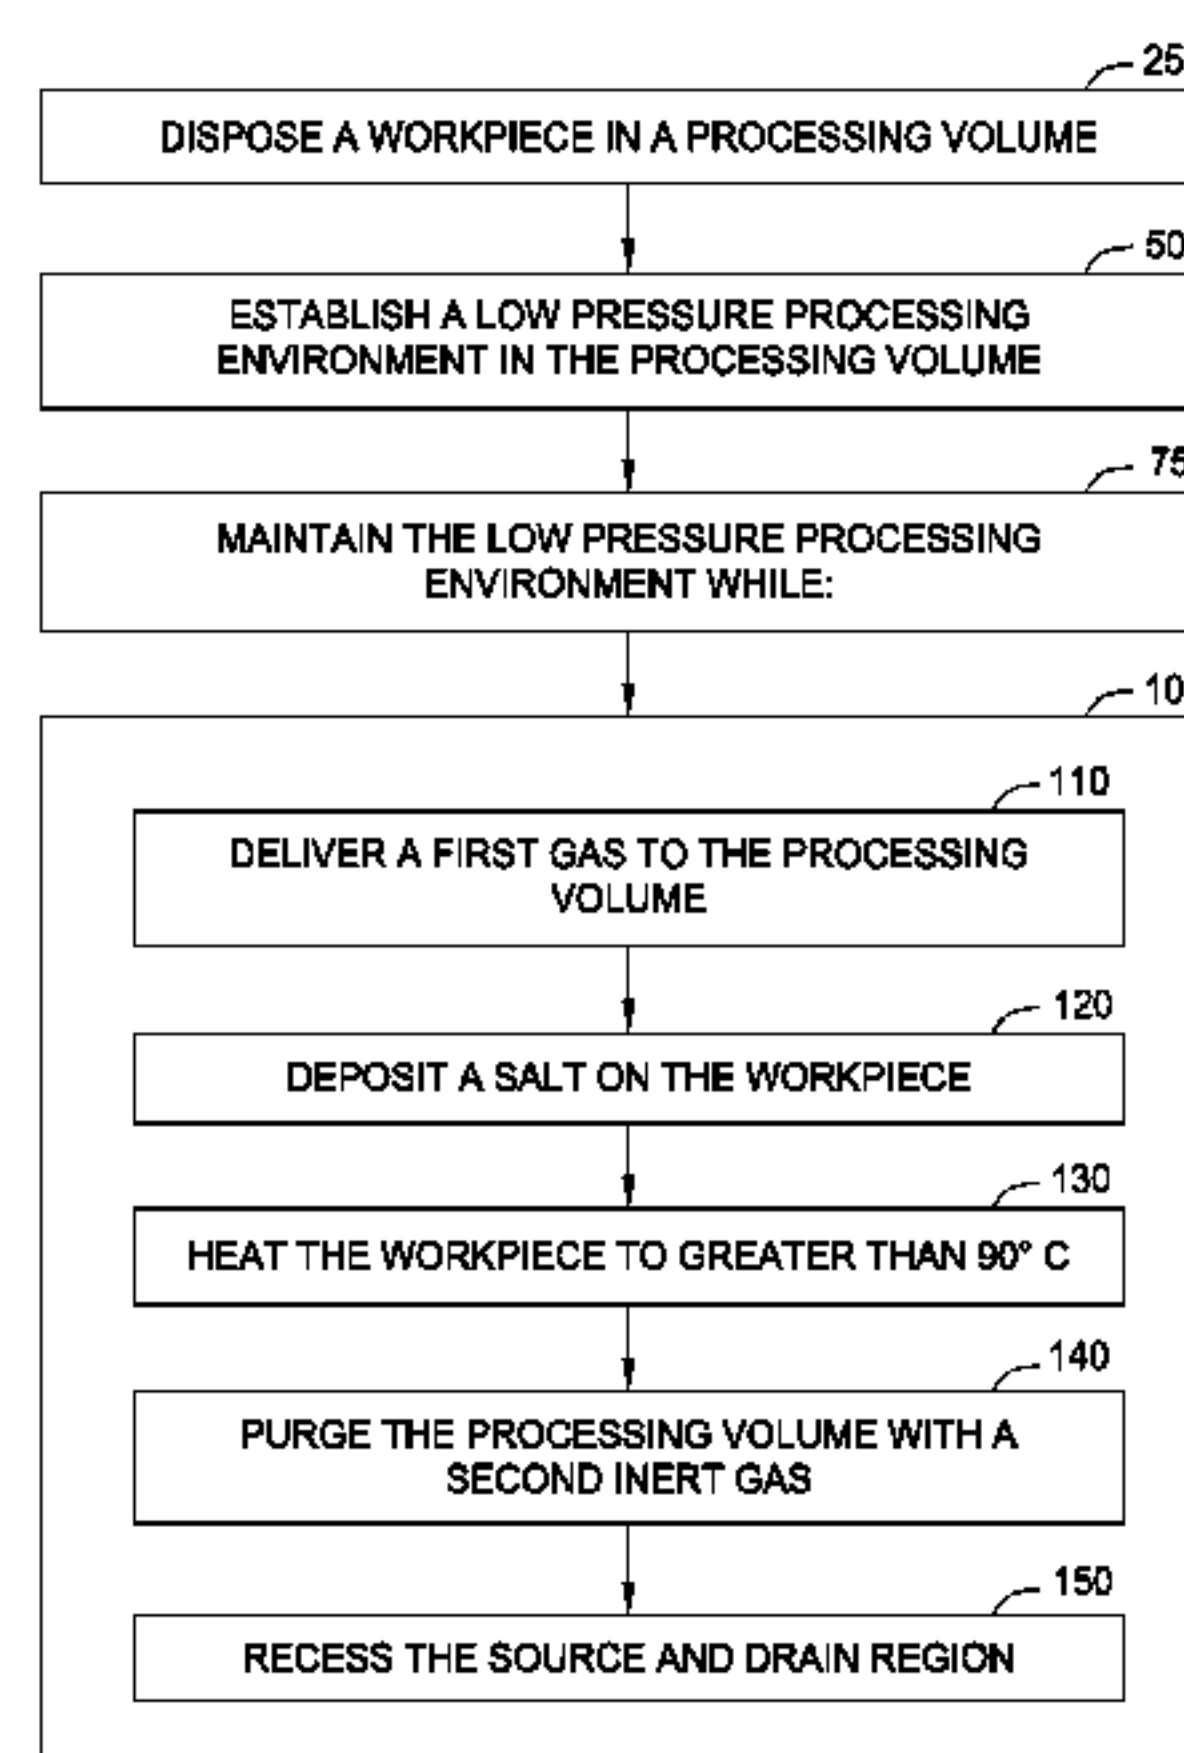 25
DISPOSE A WORKPIECE IN A PROCESSING VOLUME
50
ESTABLISH A LOW PRESSURE PROCESSING
ENVIRONMENT IN THE PROCESSING VOLUME
75
MAINTAIN THE LOW PRESSURE PROCESSING
ENVIRONMENT WHILE:
10
110
DELIVER A FIRST GAS TO THE PROCESSING
VOLUME
120
DEPOSIT A SALT ON THE WORKPIECE
130
HEAT THE WORKPIECE TO GREATER THAN 90° C
140
PURGE THE PROCESSING VOLUME WITH A
SECOND INERT GAS
150
RECESS THE SOURCE AND DRAIN REGION